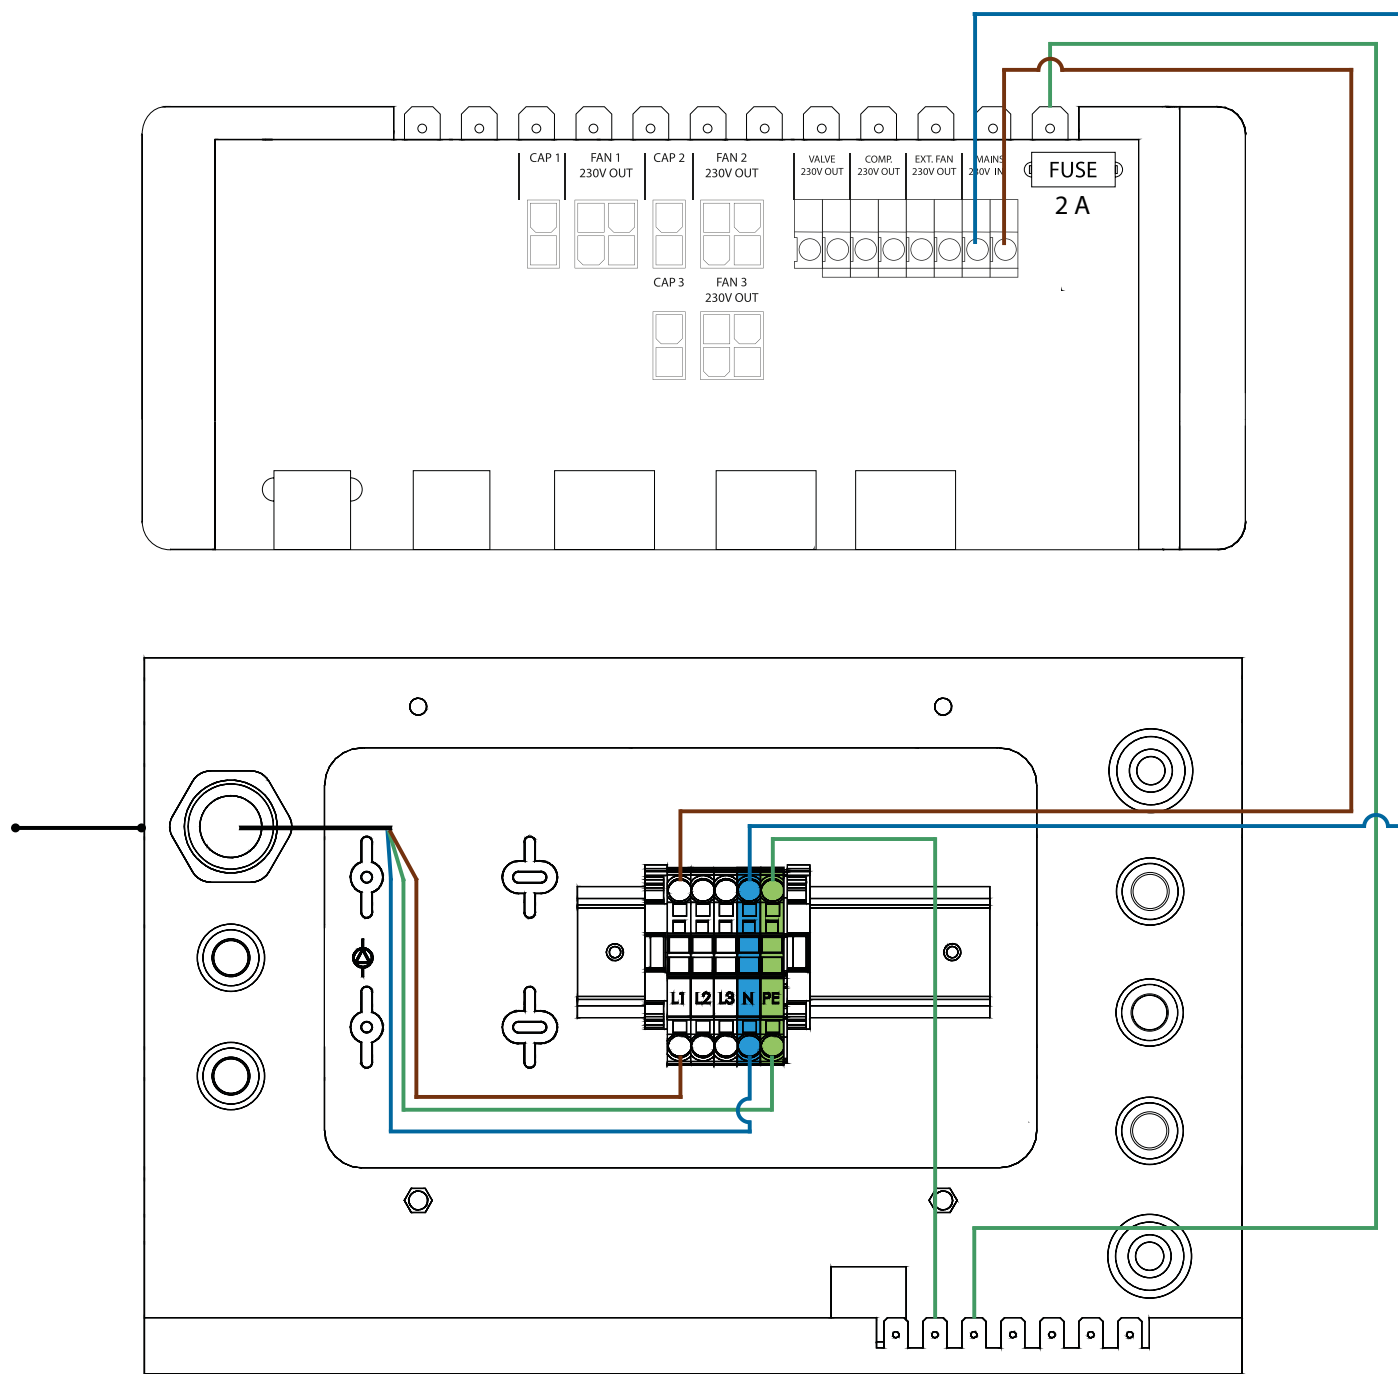 CAP 1
FAN 1
230V OUT
CAP 2
FAN 2
230V OUT
VALVE
230V OUT
COMP.
230V OUT
EXT. FAN
230V OUT
MAINS
230V IN
FUSE
2 A
CAP 3
FAN 3
230V OUT
L1 L2 L3 N PE